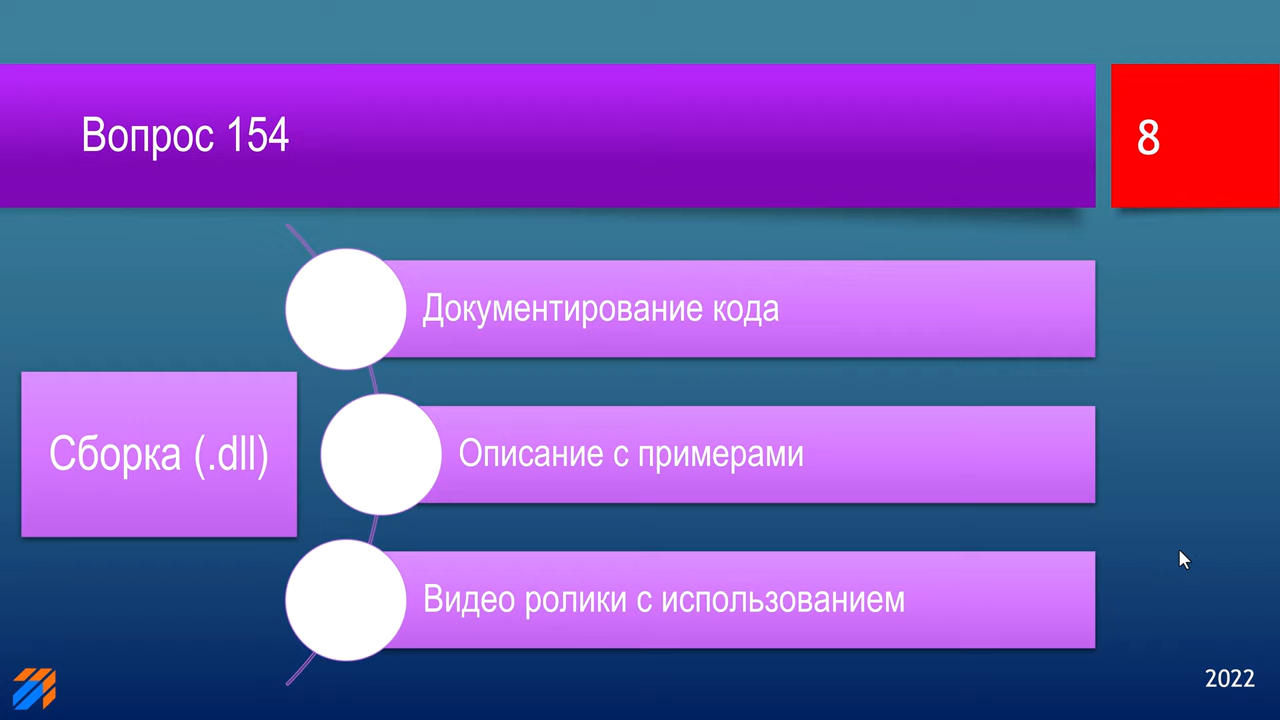 Вопрос 154
8
Сборка (.dll)
Документирование кода
Описание с примерами
Видео ролики с использованием
2022